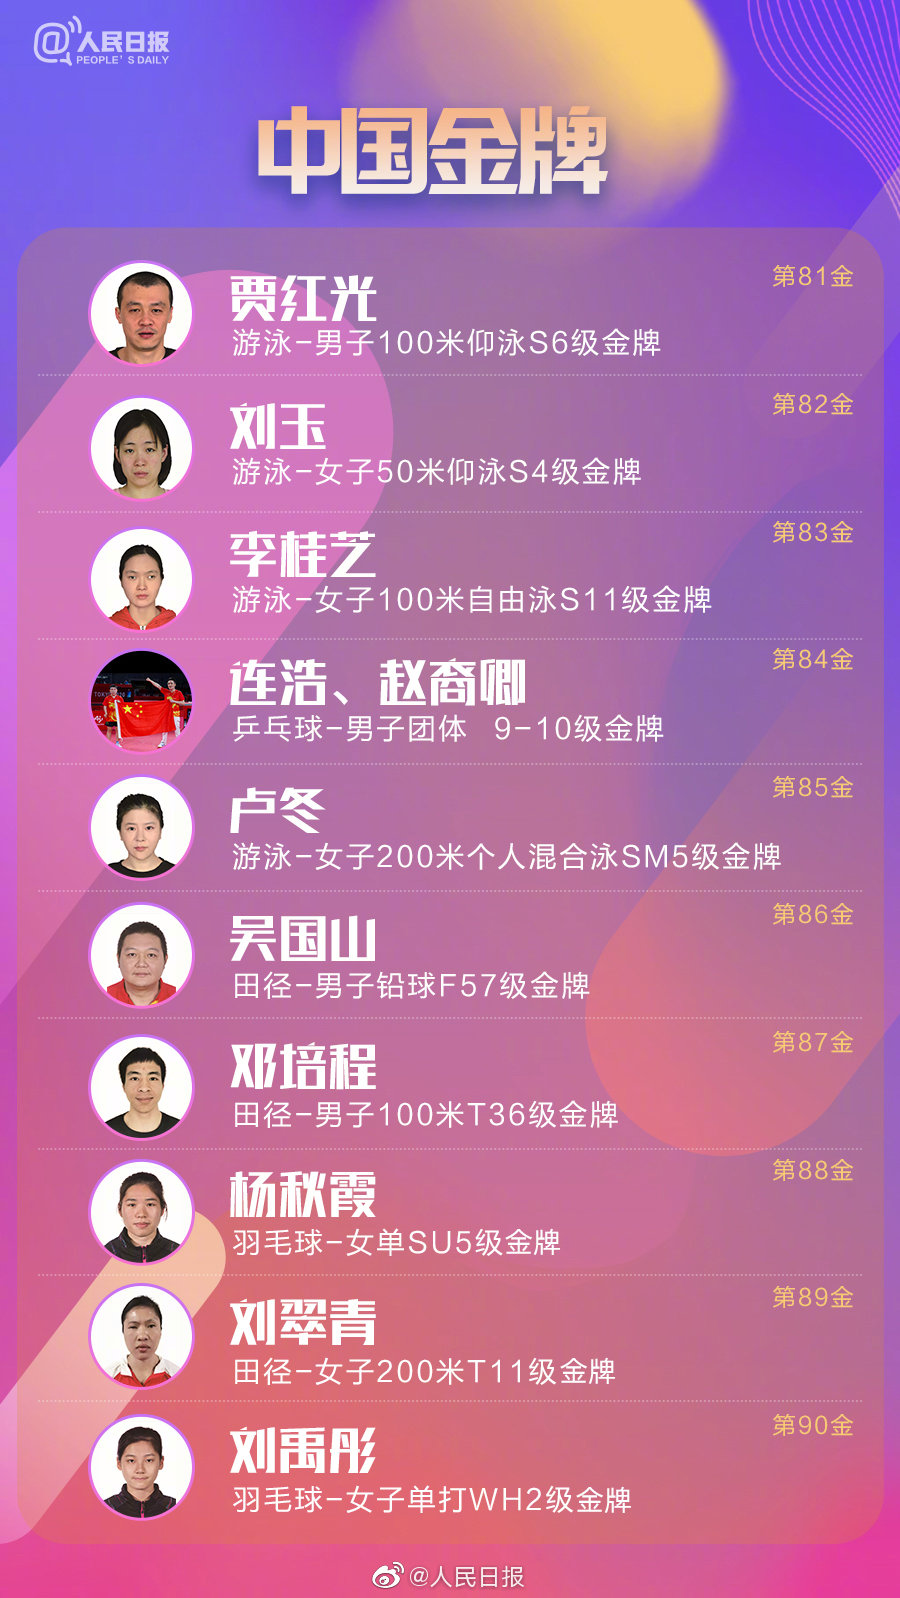 @人民日报
PEOPLE'S DAILY
中国金牌
第81金
贾红光
游泳-男子100米仰泳S6级金牌
第82金
刘玉
游泳-女子50米仰泳S4级金牌
第83金
李桂芝
游泳-女子100米自由泳S11级金牌
第84金
连浩、赵裔卿
乒乓球-男子团体 9-10级金牌
第85金
卢冬
游泳-女子200米个人混合泳SM5级金牌
第86金
吴国山
田径-男子铅球F57级金牌
第87金
邓培程
田径-男子100米T36级金牌
第88金
杨秋霞
羽毛球-女单SU5级金牌
第89金
刘翠青
田径-女子200米T11级金牌
第90金
刘禹彤
羽毛球-女子单打WH2级金牌
@人民日报